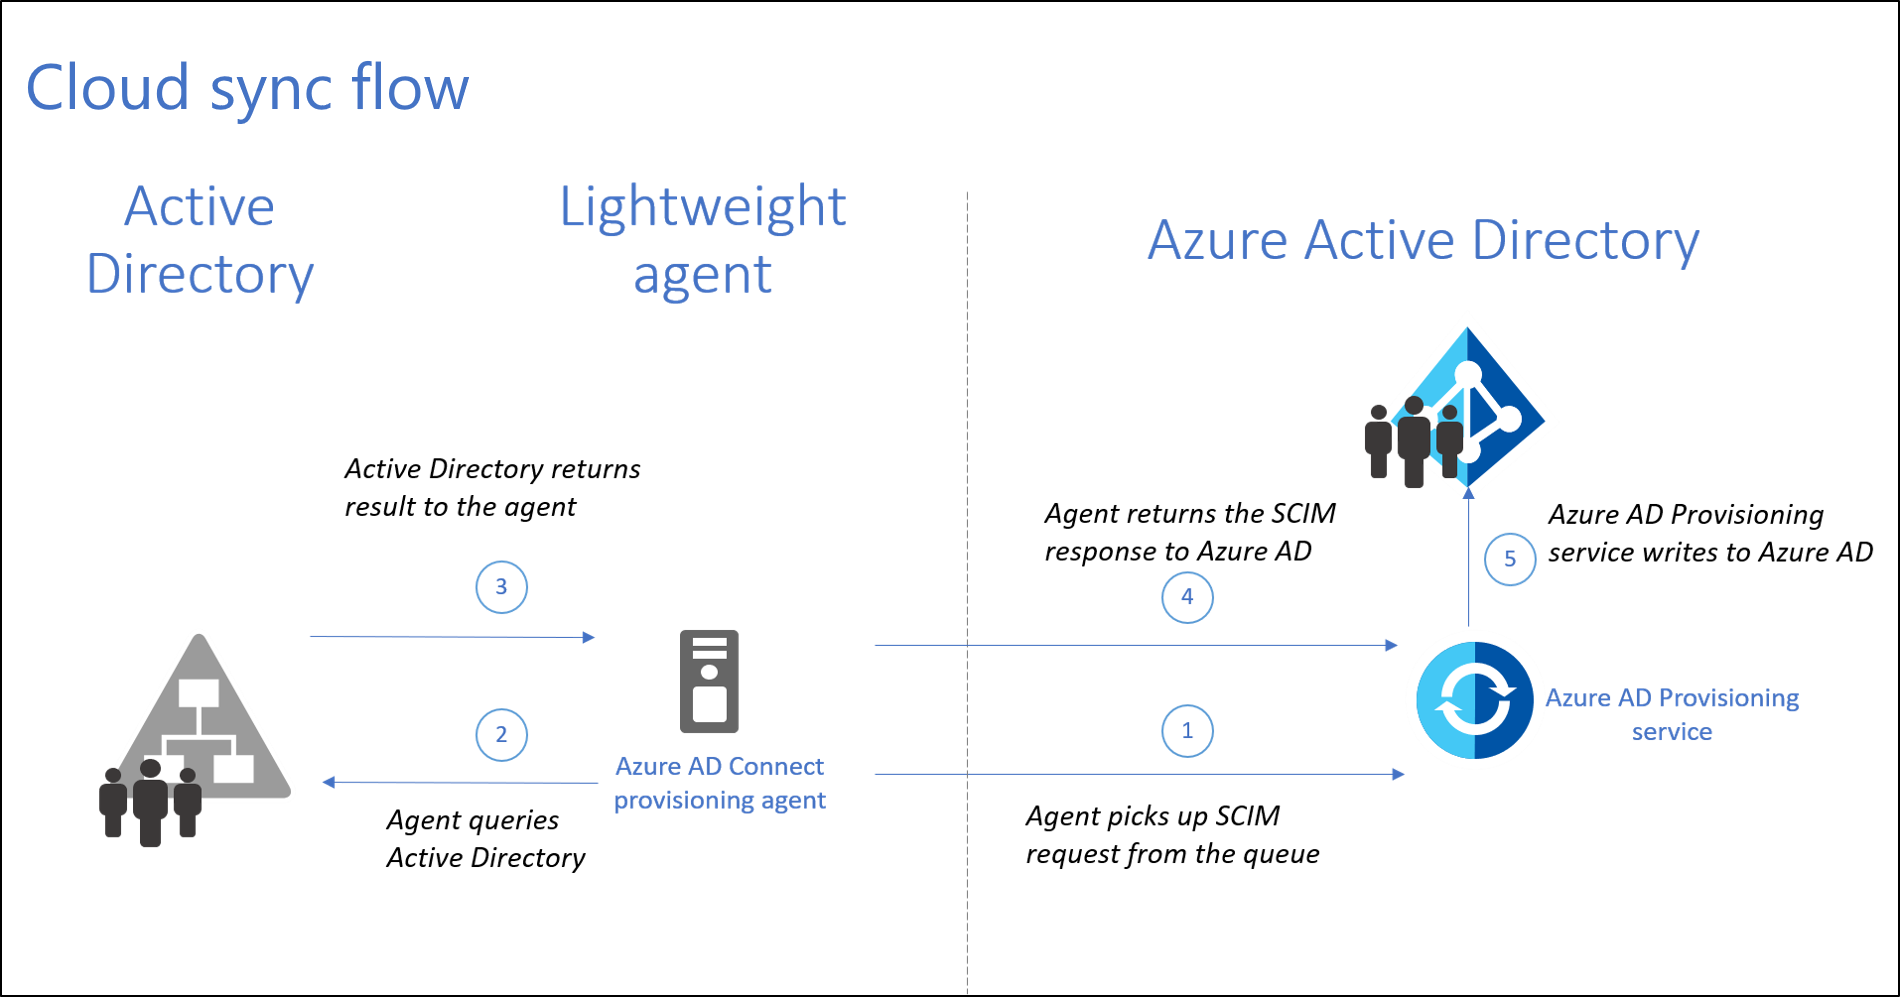 Cloud sync flow
Active
Directory
Lightweight
agent
Azure Active Directory
Active Directory returns
result to the agent
3
2
Agent queries
Active Directory
Azure AD Connect
provisioning agent
Agent returns the SCIM
response to Azure AD
4
1
Agent picks up SCIM
request from the queue
Azure AD Provisioning
service writes to Azure AD
5
Azure AD Provisioning
service